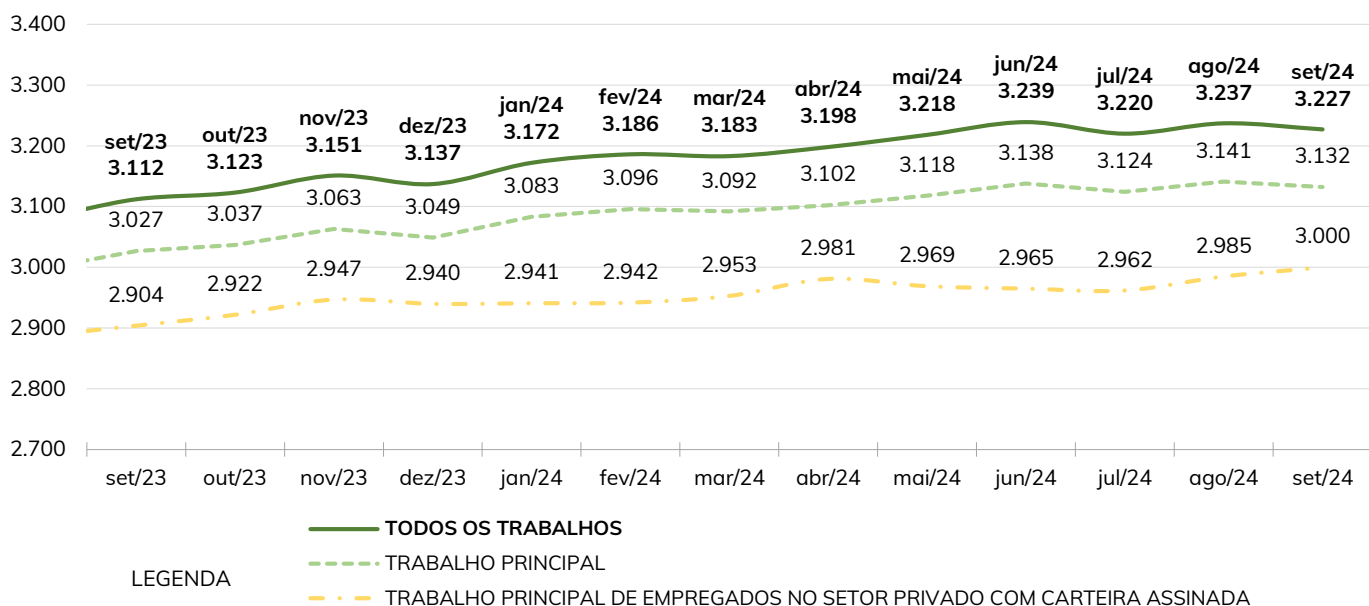 3.400
3.300
3.200
3.100
3.000
2.900
2.800
2.700
set/23
3.112
out/23
3.123
nov/23
3.151
dez/23
3.137
jan/24
3.172
fev/24
3.186
mar/24
3.183
abr/24
3.198
mai/24
3.218
jun/24
3.239
jul/24
3.220
ago/24
3.237
set/24
3.227
3.027 3.037 3.063 3.049 3.083 3.096 3.092 3.102 3.118 3.138 3.124 3.141 3.132
2.904 2.922 2.947 2.940 2.941 2.942 2.953 2.981 2.969 2.965 2.962 2.985 3.000
set/23 out/23 nov/23 dez/23 jan/24 fev/24 mar/24 abr/24 mai/24 jun/24 jul/24 ago/24 set/24
LEGENDA
TODOS OS TRABALHOS
TRABALHO PRINCIPAL
TRABALHO PRINCIPAL DE EMPREGADOS NO SETOR PRIVADO COM CARTEIRA ASSINADA